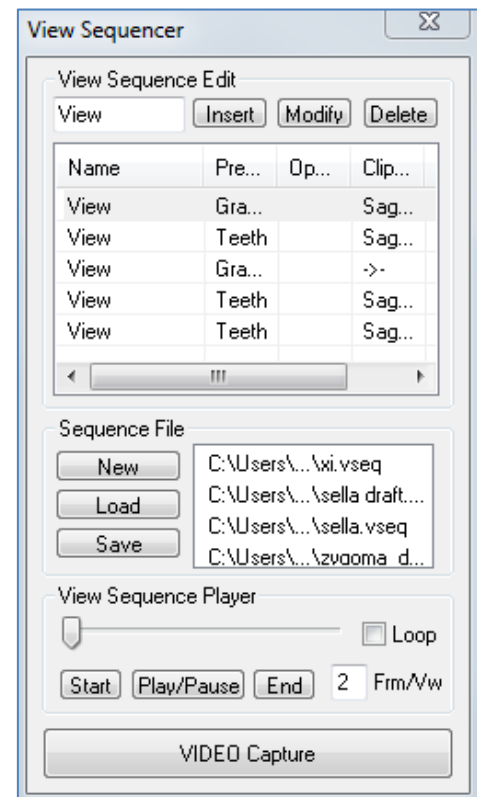 View Sequencer
View Sequence Edit
View Insert Modify Delete
Name Pre... Op... Clip...
View Gra... Sag...
View Teeth Sag...
View Gra... ->-
View Teeth Sag...
View Teeth Sag...
Sequence File
New
Load
Save
C:\Users\...\xi.vseq
C:\Users\...\sella draft....
C:\Users\...\sella.vseq
C:\Users\...\zygoma_d...
View Sequence Player
Loop
Start Play/Pause End 2 Frm/Vw
VIDEO Capture